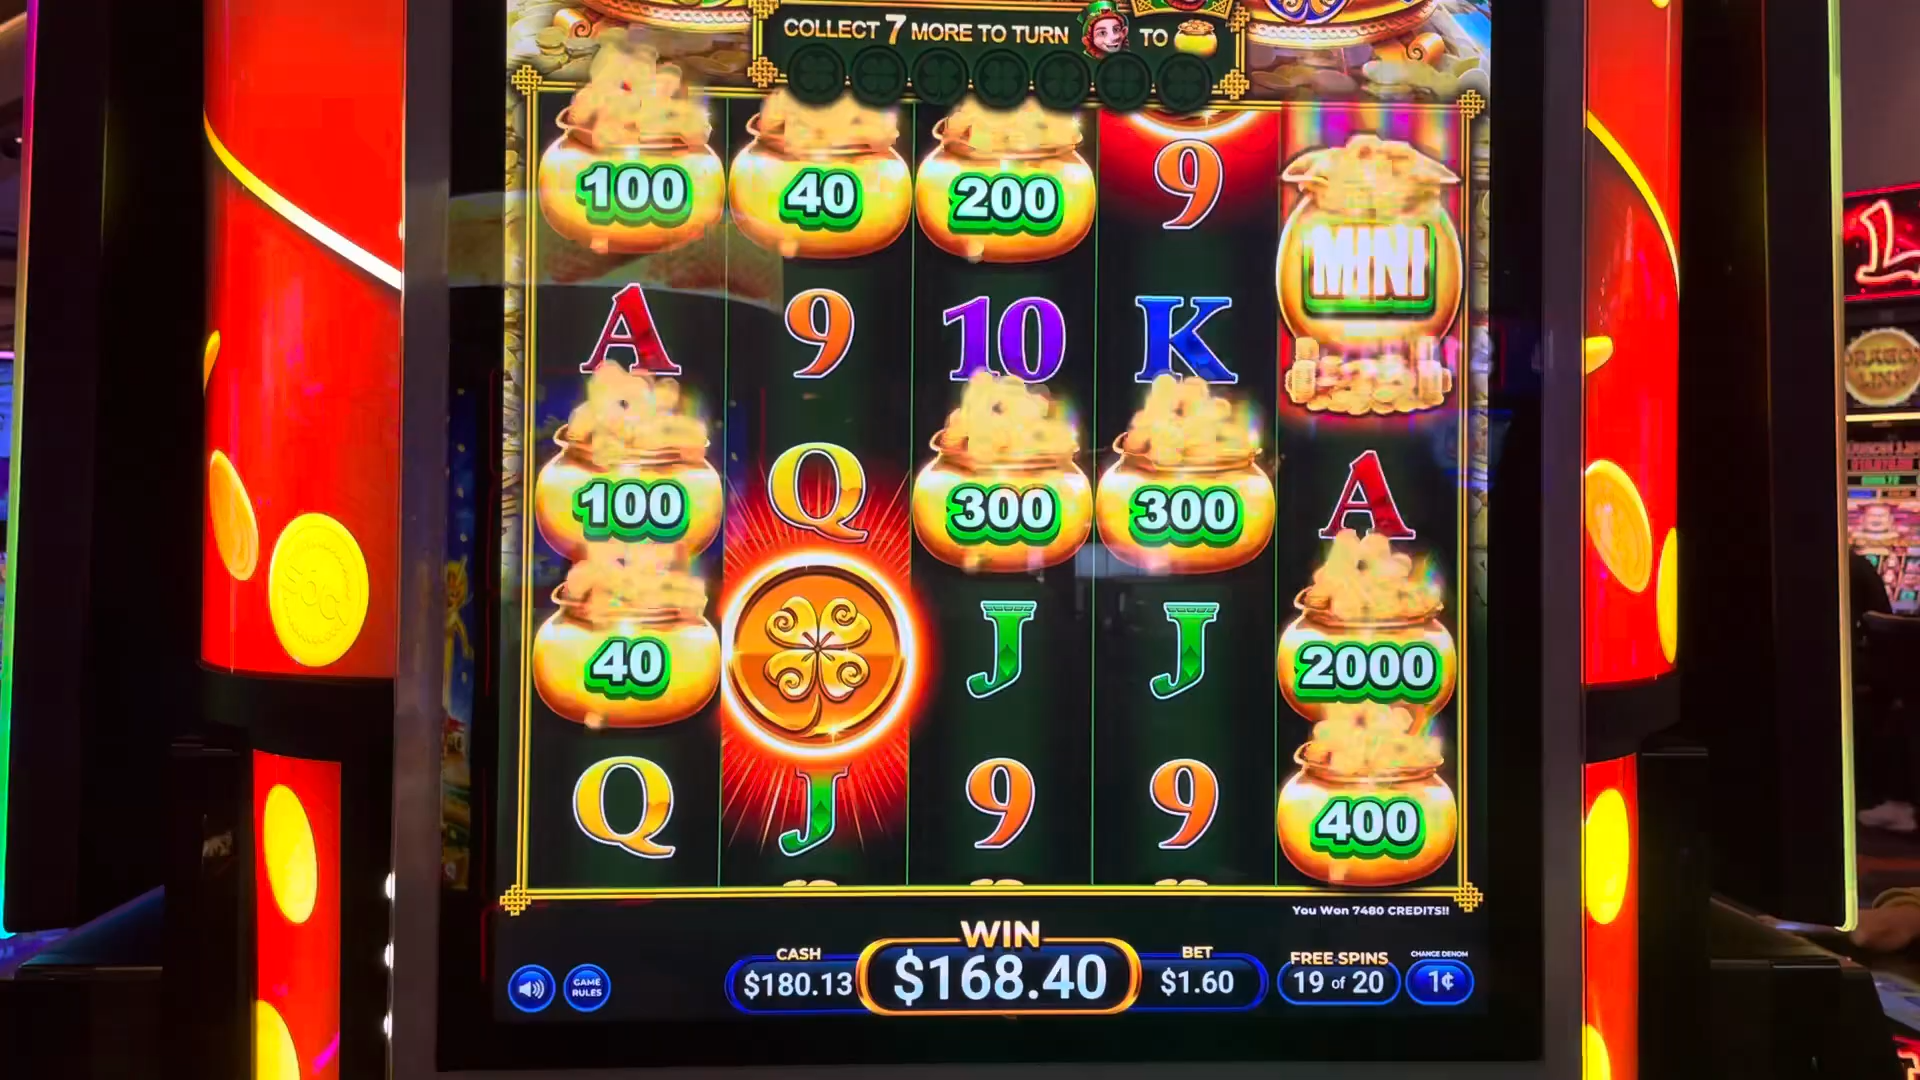 COLLECT 7 MORE TO TURN TO
100 40 200 9 MINI
A 9 10 K
100 Q 300 300 A
40 J J 2000
Q J 9 9 400
You Won 7480 CREDITS!!
GAME RULES
CASH
$180.13
WIN
$168.40
BET
$1.60
FREE SPINS
19 of 20
CHANGE DENOM
1¢
DRAGON
LINK